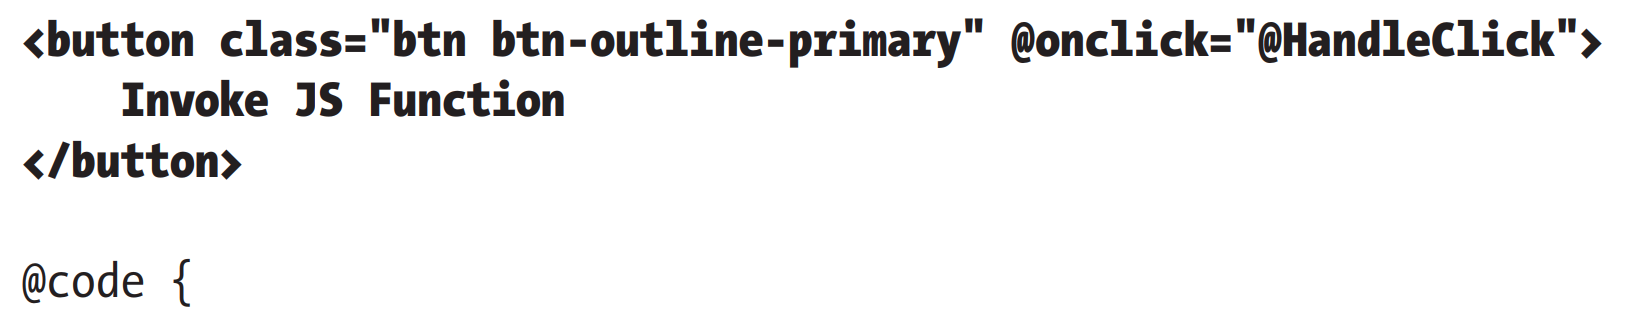 <button class="btn btn-outline-primary" @onclick="@HandleClick">
    Invoke JS Function
</button>
@code {